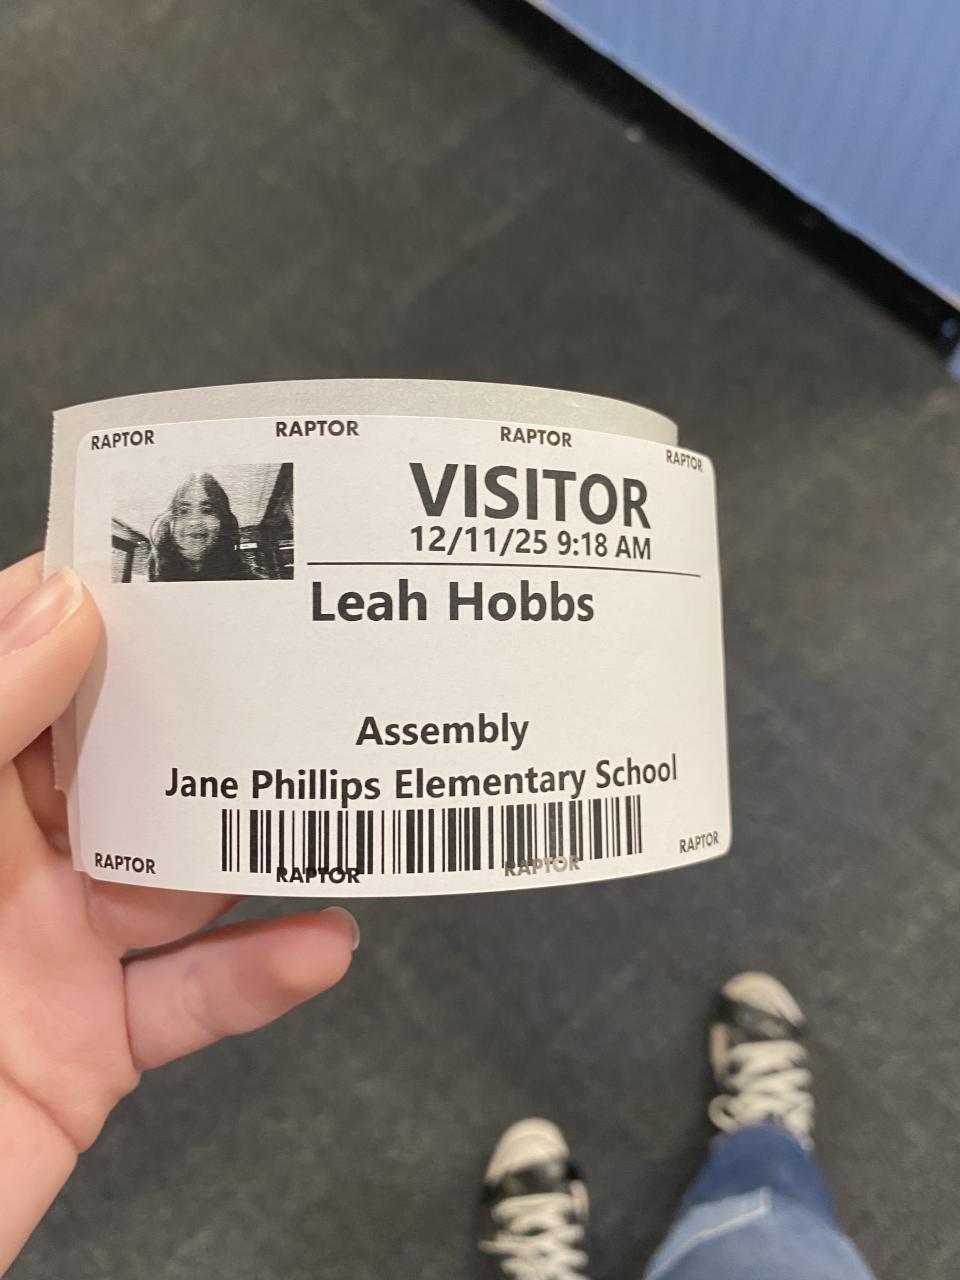 RAPTOR RAPTOR RAPTOR RAPTOR
VISITOR
12/11/25 9:18 AM
Leah Hobbs
Assembly
Jane Phillips Elementary School
RAPTOR RAPTOR RAPTOR RAPTOR